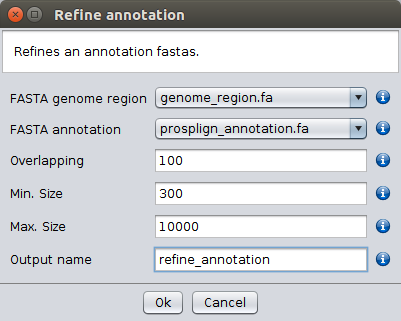 Refine annotation
Refines an annotation fastas.
FASTA genome region genome_region.fa
FASTA annotation prosplign_annotation.fa
Overlapping 100
Min. Size 300
Max. Size 10000
Output name refine_annotation
Ok Cancel